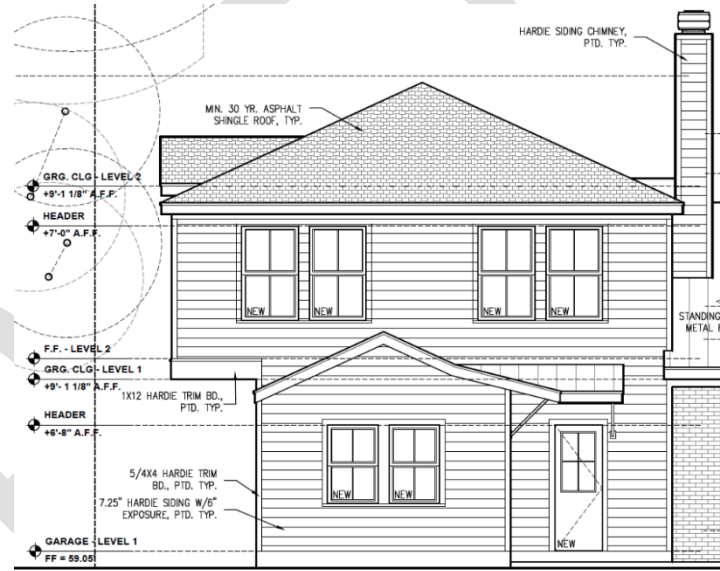 HARDIE SIDING CHIMNEY,
PTD. TYP.
MIN. 30 YR. ASPHALT
SHINGLE ROOF, TYP.
GRG. CLG - LEVEL 2
+9'-1 1/8" A.F.F.
HEADER
+7'-0" A.F.F.
NEW
NEW
NEW
NEW
STANDING
METAL
F.F. - LEVEL 2
GRG. CLG - LEVEL 1
+9'- 1 1/8" A.F.F.
1X12 HARDIE TRIM BD.,
PTD. TYP.
HEADER
+6'-8" A.F.F.
5/4X4 HARDIE TRIM
BD., PTD. TYP.
7.25" HARDIE SIDING W/6"
EXPOSURE, PTD. TYP.
NEW
NEW
NEW
GARAGE - LEVEL 1
FF = 59.05'